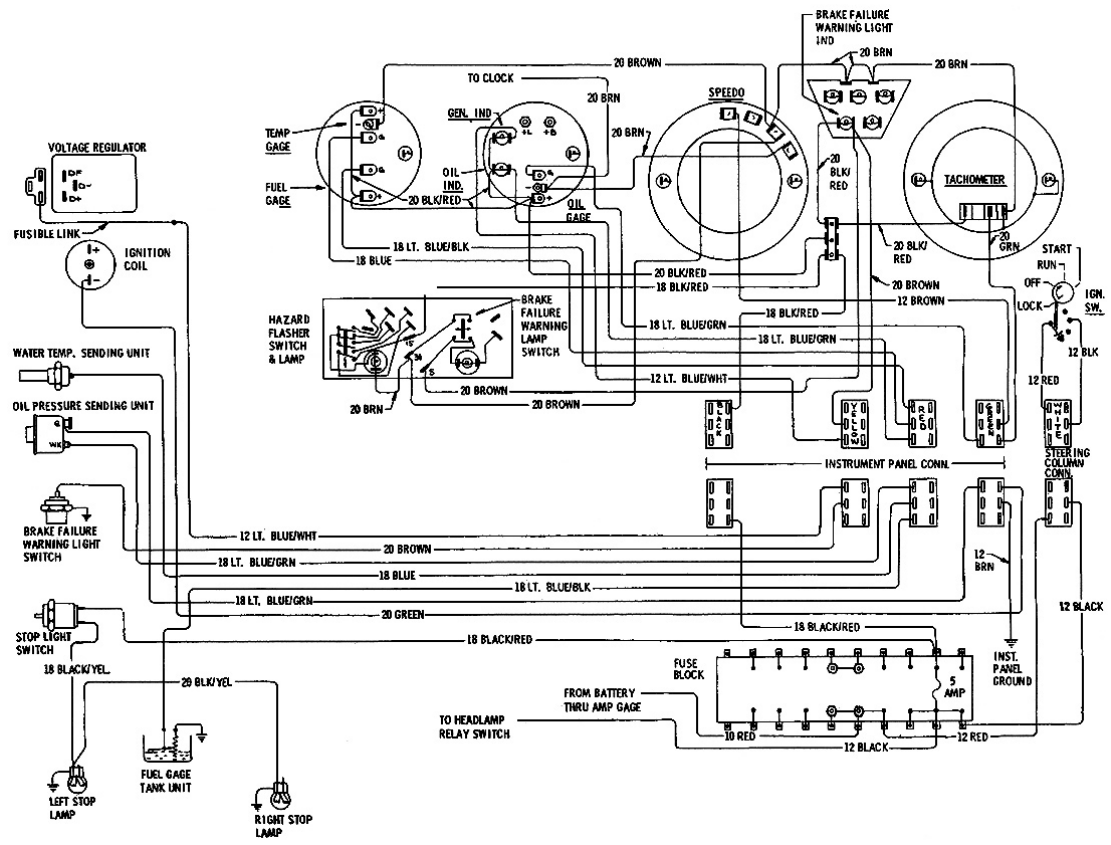 BRAKE FAILURE
WARNING LIGHT
IND
20 BRN
20 BROWN
20 BRN
TO CLOCK
SPEEDO
20 BRN
GEN. IND
+L
+B
20 BRN
TEMP
GAGE
G
G
G
FUEL
GAGE
OIL
IND.
OIL
GAGE
20 BLK/RED
20
BLK/
RED
TACHOMETER
VOLTAGE REGULATOR
DF
D-
D+
FUSIBLE LINK
IGNITION
COIL
18 LT. BLUE/BLK
18 BLUE
20 BLK/
RED
20
GRN
START
RUN
OFF
LOCK
IGN.
SW.
20 BLK/RED
18 BLK/RED
20 BROWN
12 BROWN
18 BLK/RED
HAZARD
FLASHER
SWITCH
& LAMP
BRAKE
FAILURE
WARNING
LAMP
SWITCH
18 LT. BLUE/GRN
18 LT. BLUE/GRN
12 BLK
12 RED
12 LT. BLUE/WHT
20 BROWN
20 BRN
20 BROWN
WATER TEMP. SENDING UNIT
OIL PRESSURE SENDING UNIT
G
WK
BLACK
YELLOW
RED
GREEN
WHITE
INSTRUMENT PANEL CONN.
STEERING
COLUMN
CONN.
BRAKE FAILURE
WARNING LIGHT
SWITCH
12 LT. BLUE/WHT
20 BROWN
18 LT. BLUE/GRN
18 BLUE
18 LT. BLUE/BLK
18 LT. BLUE/GRN
20 GREEN
12
BRN
12 BLACK
STOP LIGHT
SWITCH
18 BLACK/RED
18 BLACK/RED
INST.
PANEL
GROUND
18 BLACK/YEL.
20 BLK/YEL
FUSE
BLOCK
5
AMP
FROM BATTERY
THRU AMP GAGE
TO HEADLAMP
RELAY SWITCH
10 RED
12 RED
12 BLACK
FUEL GAGE
TANK UNIT
LEFT STOP
LAMP
RIGHT STOP
LAMP